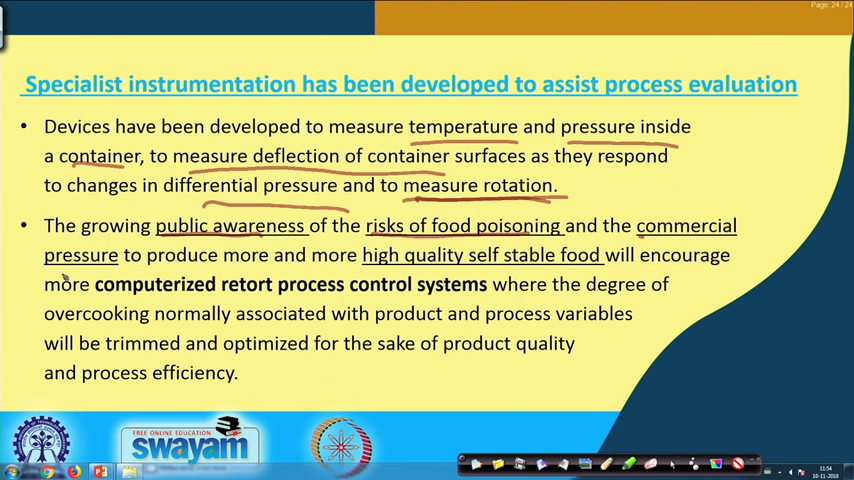 Page: 24 / 24
Specialist instrumentation has been developed to assist process evaluation
• Devices have been developed to measure temperature and pressure inside
a container, to measure deflection of container surfaces as they respond
to changes in differential pressure and to measure rotation.
• The growing public awareness of the risks of food poisoning and the commercial
pressure to produce more and more high quality self stable food will encourage
more computerized retort process control systems where the degree of
overcooking normally associated with product and process variables
will be trimmed and optimized for the sake of product quality
and process efficiency.
FREE ONLINE EDUCATION
swayam
11:54
10-11-2018